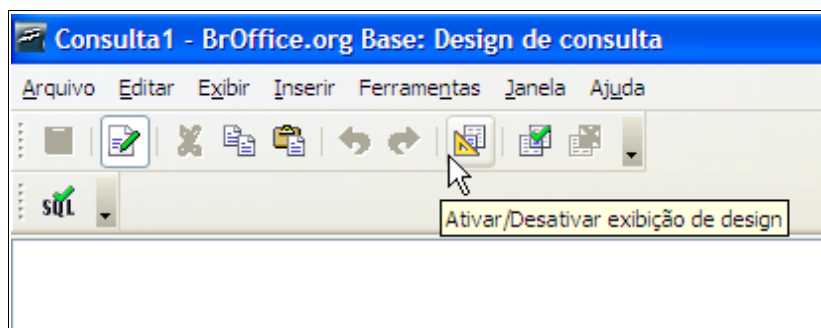 Consulta1 - BrOffice.org Base: Design de consulta
Arquivo Editar Exibir Inserir Ferramentas Janela Ajuda
SQL
Ativar/Desativar exibição de design